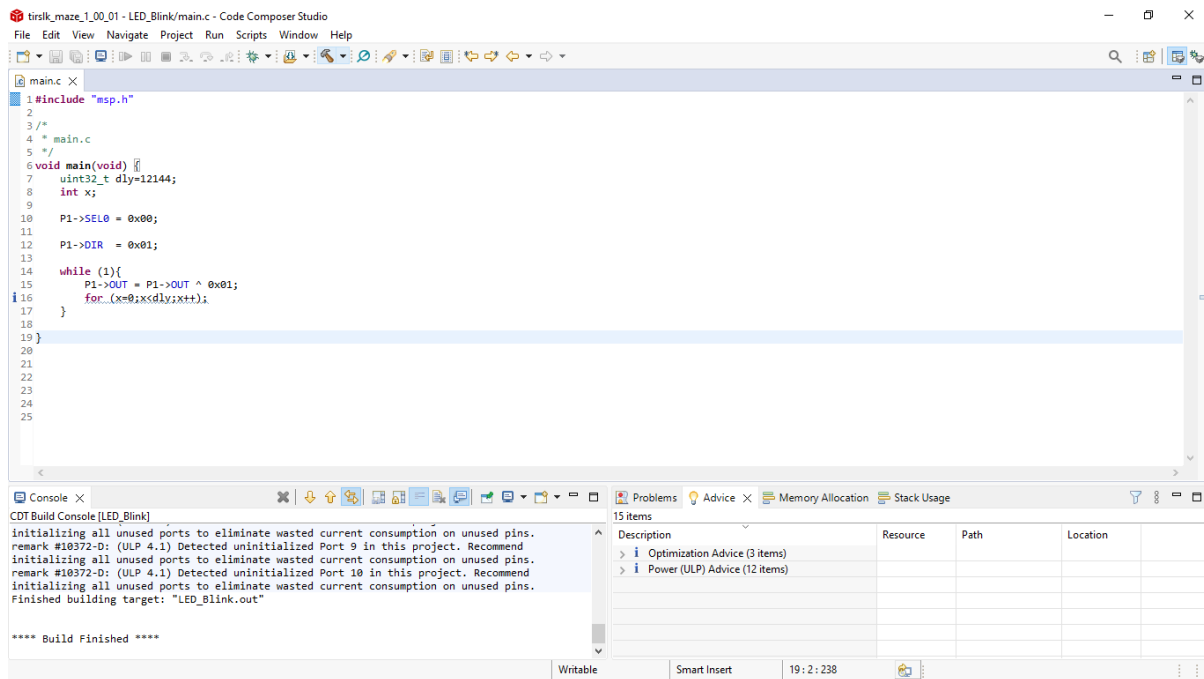 tirslk_maze_1_00_01 - LED_Blink/main.c - Code Composer Studio
File Edit View Navigate Project Run Scripts Window Help
main.c
1 #include "msp.h"
2
3 /*
4  * main.c
5  */
6 void main(void) {
7     uint32_t dly=12144;
8     int x;
9
10     P1->SEL0 = 0x00;
11
12     P1->DIR  = 0x01;
13
14     while (1){
15         P1->OUT = P1->OUT ^ 0x01;
16         for (x=0;x<dly;x++);
17     }
18
19 }
20
21
22
23
24
25
Console
CDT Build Console [LED_Blink]
initializing all unused ports to eliminate wasted current consumption on unused pins.
remark #10372-D: (ULP 4.1) Detected uninitialized Port 9 in this project. Recommend
initializing all unused ports to eliminate wasted current consumption on unused pins.
remark #10372-D: (ULP 4.1) Detected uninitialized Port 10 in this project. Recommend
initializing all unused ports to eliminate wasted current consumption on unused pins.
Finished building target: "LED_Blink.out"
**** Build Finished ****
Problems Advice Memory Allocation Stack Usage
15 items
Description Resource Path Location
Optimization Advice (3 items)
Power (ULP) Advice (12 items)
Writable Smart Insert 19 : 2 : 238